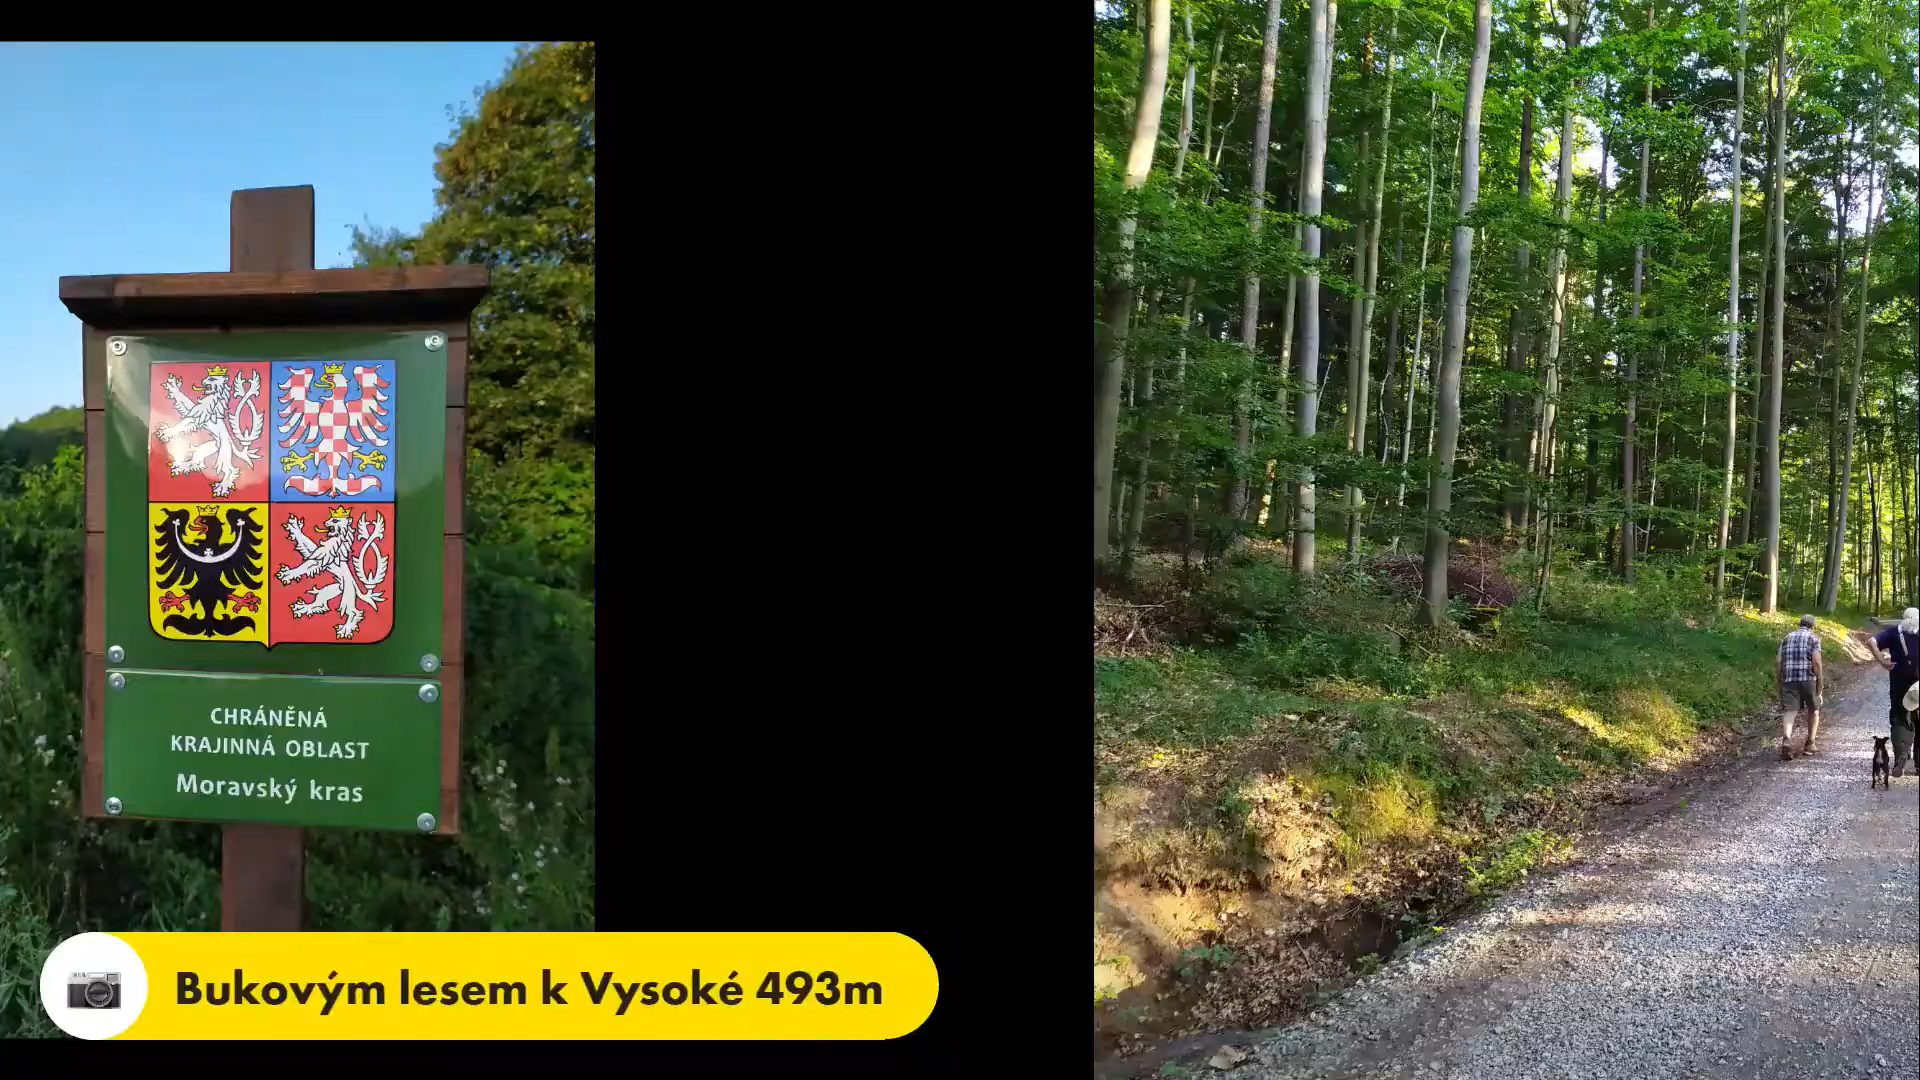 CHRÁNĚNÁ
KRAJINNÁ OBLAST
Moravský kras
Bukovým lesem k Vysoké 493m